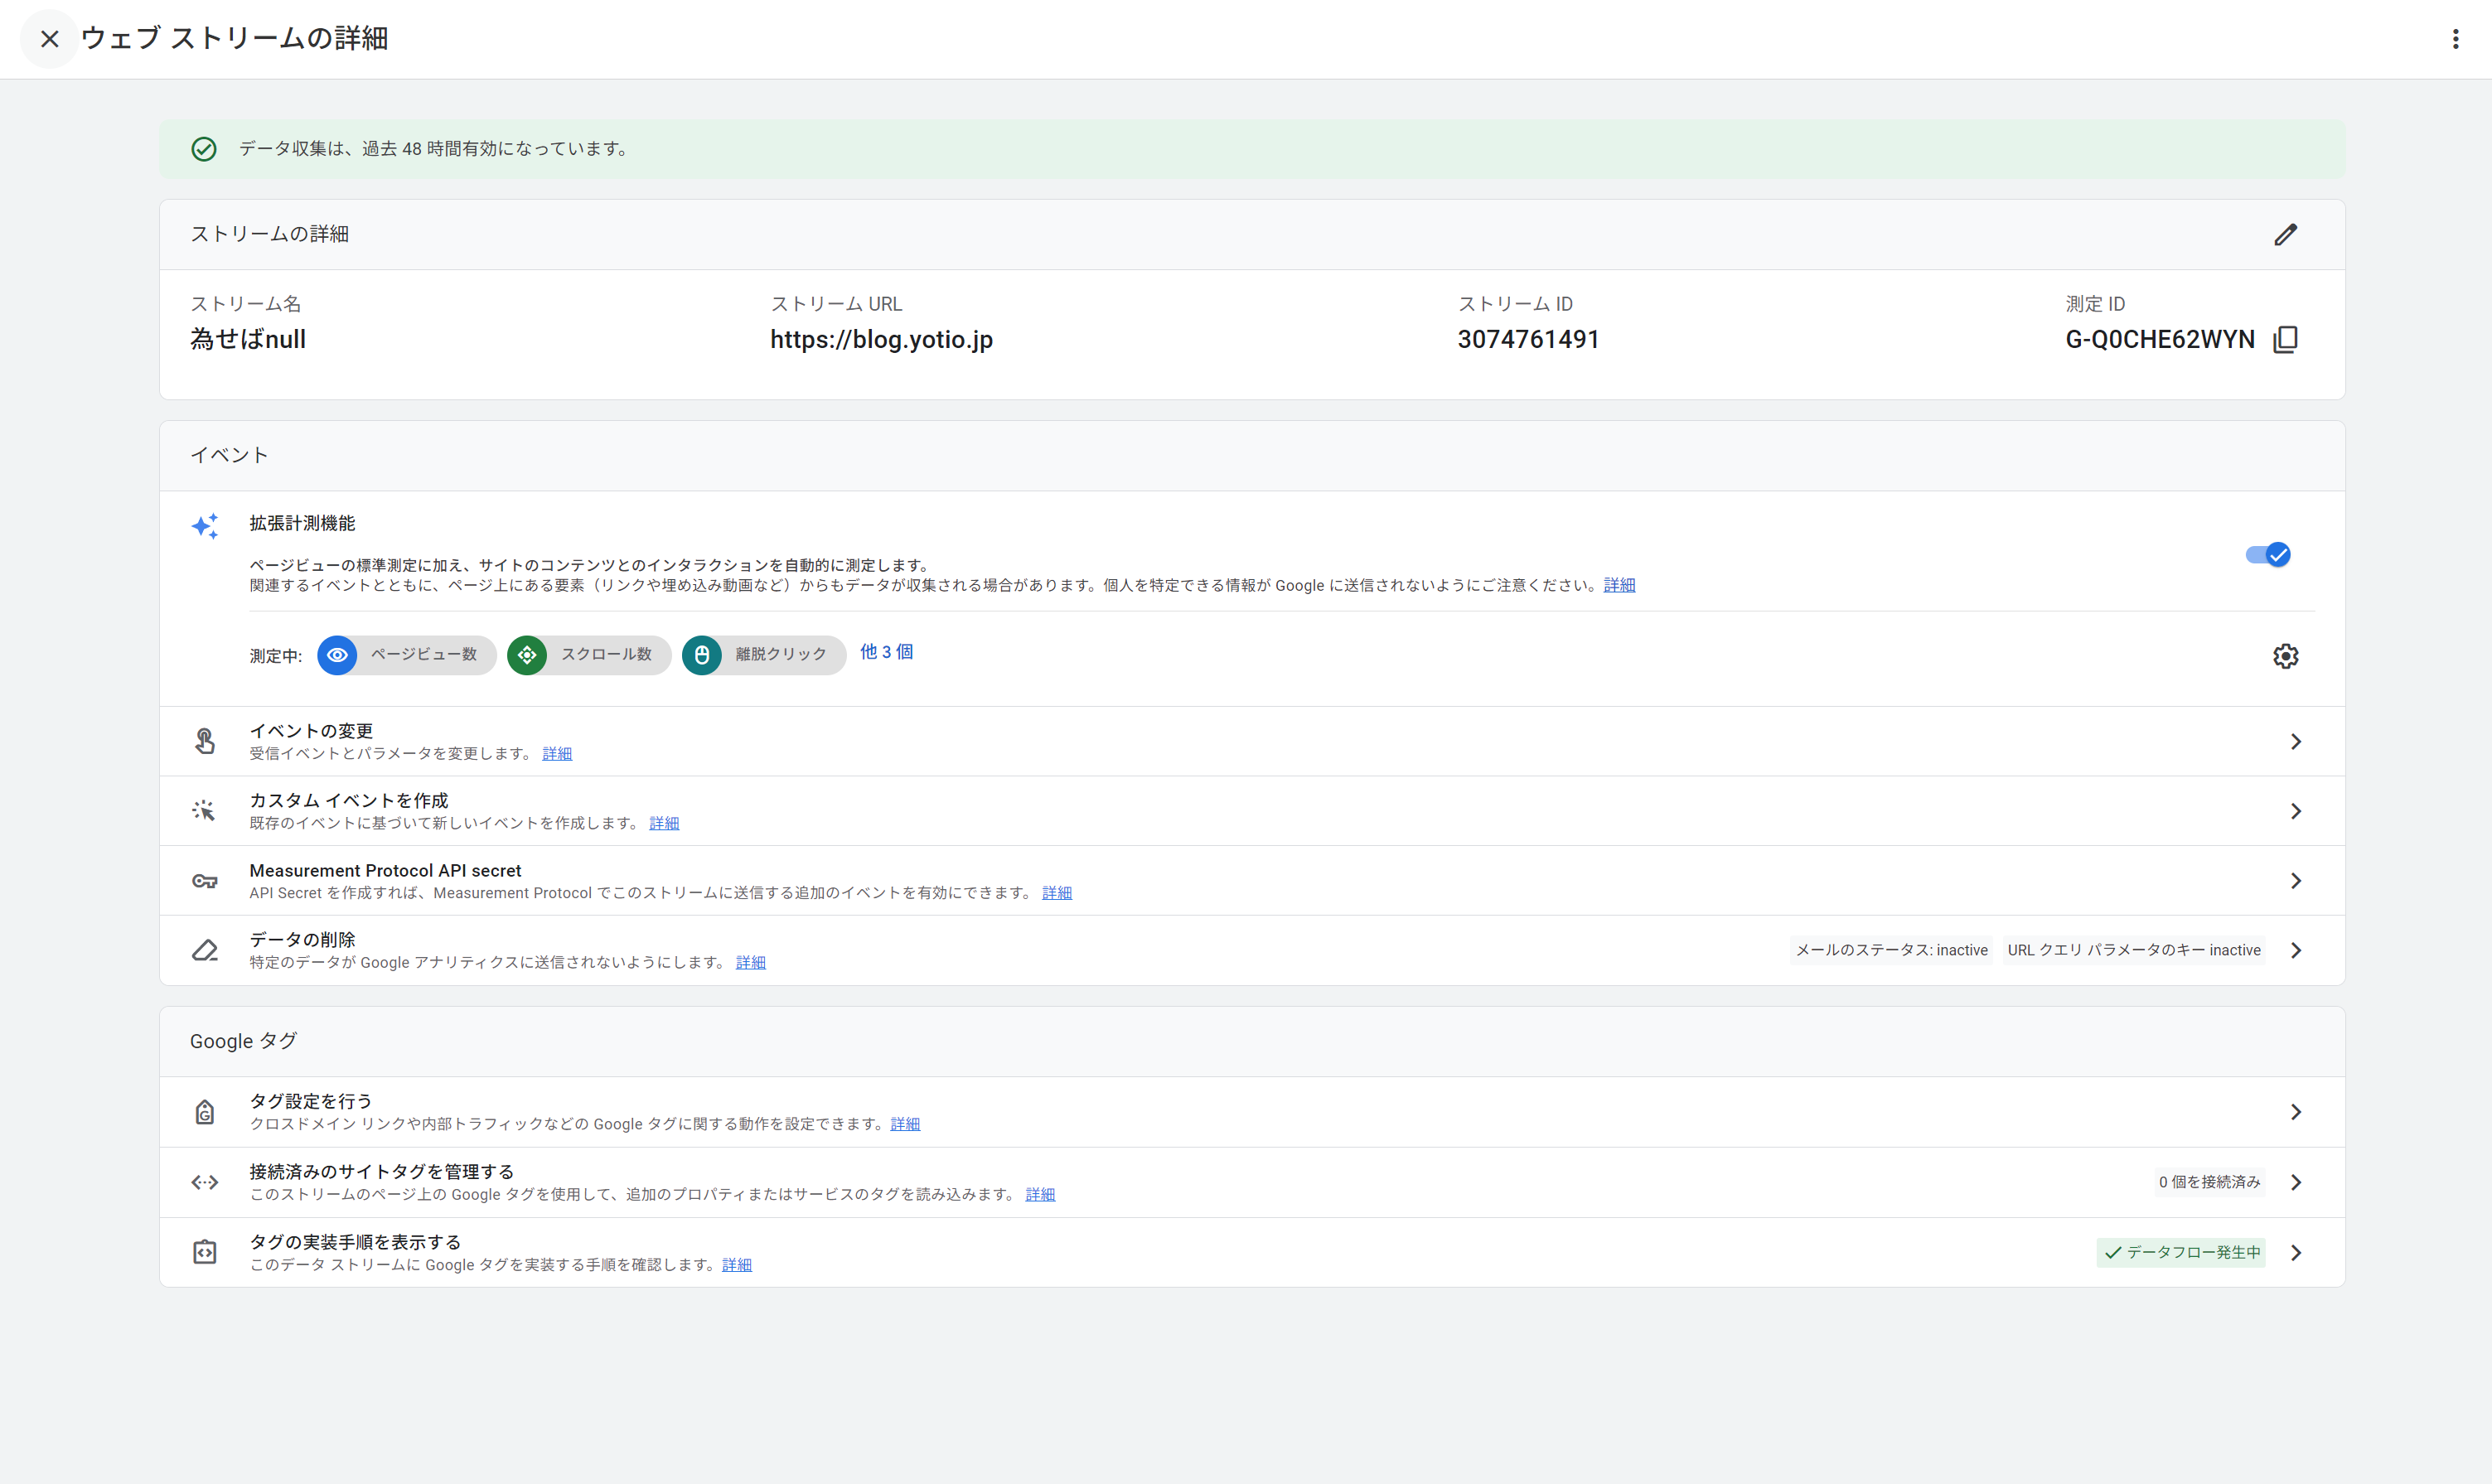 ウェブ ストリームの詳細
データ収集は、過去 48 時間有効になっています。
ストリームの詳細
ストリーム名
為せばnull
ストリーム URL
https://blog.yotio.jp
ストリーム ID
3074761491
測定 ID
G-Q0CHE62WYN
イベント
拡張計測機能
ページビューの標準測定に加え、サイトのコンテンツとのインタラクションを自動的に測定します。
関連するイベントとともに、ページ上にある要素（リンクや埋め込み動画など）からもデータが収集される場合があります。個人を特定できる情報が Google に送信されないようにご注意ください。詳細
測定中: ページビュー数 スクロール数 離脱クリック 他 3 個
イベントの変更
受信イベントとパラメータを変更します。 詳細
カスタム イベントを作成
既存のイベントに基づいて新しいイベントを作成します。 詳細
Measurement Protocol API secret
API Secret を作成すれば、Measurement Protocol でこのストリームに送信する追加のイベントを有効にできます。 詳細
データの削除
特定のデータが Google アナリティクスに送信されないようにします。 詳細
メールのステータス: inactive URL クエリ パラメータのキー inactive
Google タグ
タグ設定を行う
クロスドメイン リンクや内部トラフィックなどの Google タグに関する動作を設定できます。詳細
接続済みのサイトタグを管理する
このストリームのページ上の Google タグを使用して、追加のプロパティまたはサービスのタグを読み込みます。 詳細
0 個を接続済み
タグの実装手順を表示する
このデータ ストリームに Google タグを実装する手順を確認します。詳細
データフロー発生中